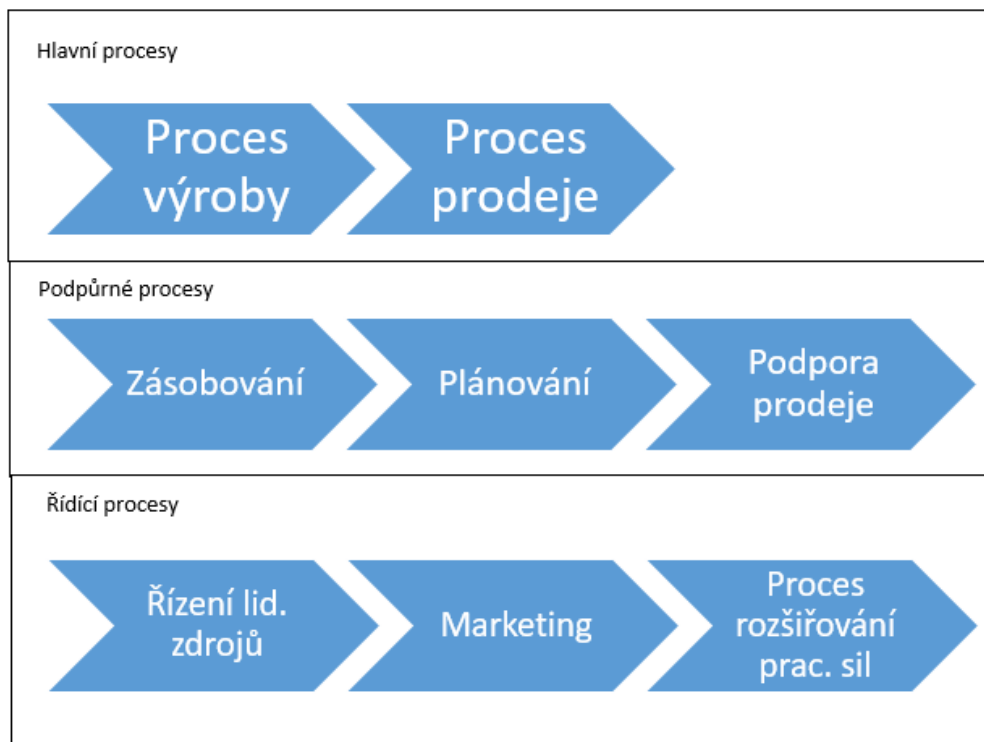 Hlavní procesy
Proces
výroby
Proces
prodeje
Podpůrné procesy
Zásobování
Plánování
Podpora
prodeje
Řídící procesy
Řízení lid.
zdrojů
Marketing
Proces
rozšiřování
prac. sil